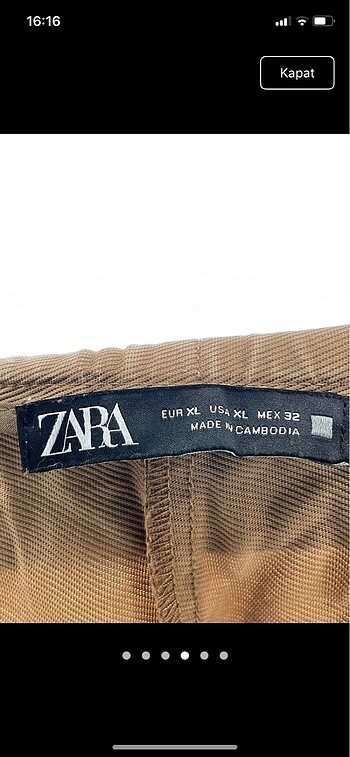 16:16
Kapat
ZARA
EUR XL USA XL MEX 32
MADE IN CAMBODIA